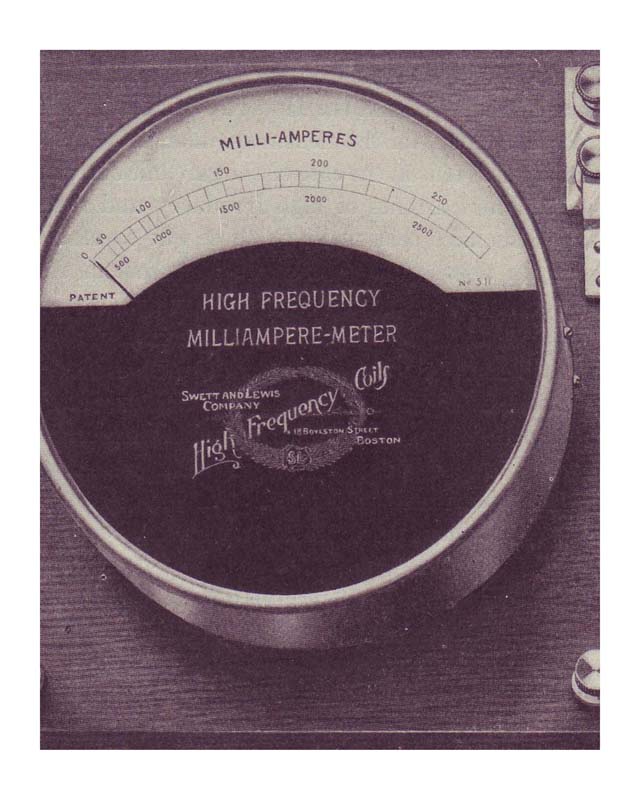 MILLI-AMPERES
0 50 100 150 200 250
500 1000 1500 2000 2500
PATENT
No 511
HIGH FREQUENCY
MILLIAMPERE-METER
SWETT AND LEWIS
COMPANY
High Frequency Coils
18 BOYLSTON STREET
BOSTON